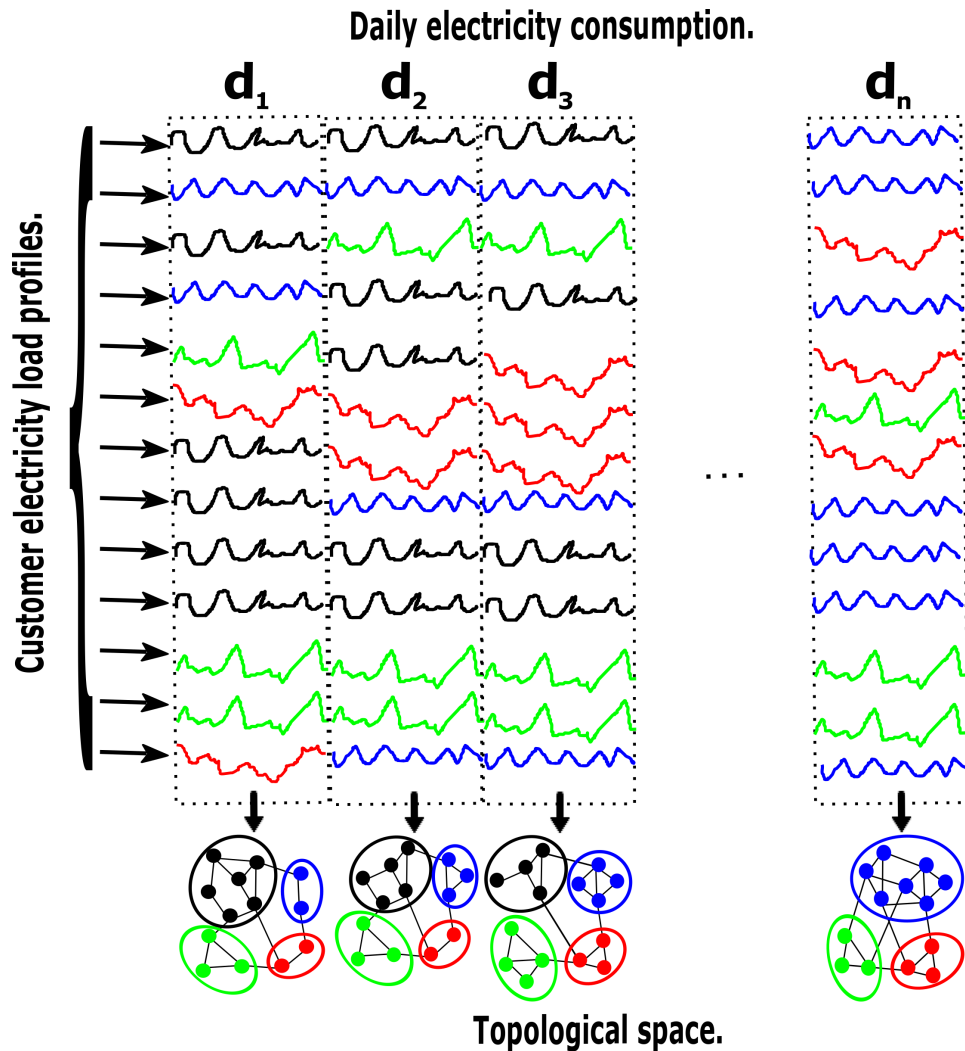 Daily electricity consumption.
d1 d2 d3 dn
Customer electricity load profiles.
...
Topological space.